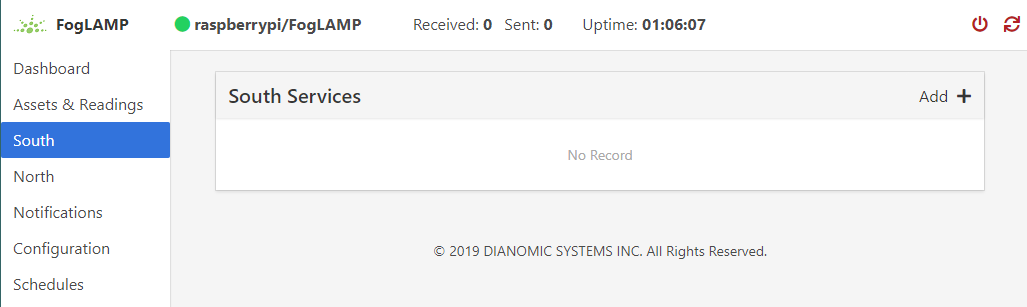 FogLAMP
raspberrypi/FogLAMP Received: 0 Sent: 0 Uptime: 01:06:07
Dashboard
Assets & Readings
South
North
Notifications
Configuration
Schedules
South Services Add +
No Record
© 2019 DIANOMIC SYSTEMS INC. All Rights Reserved.